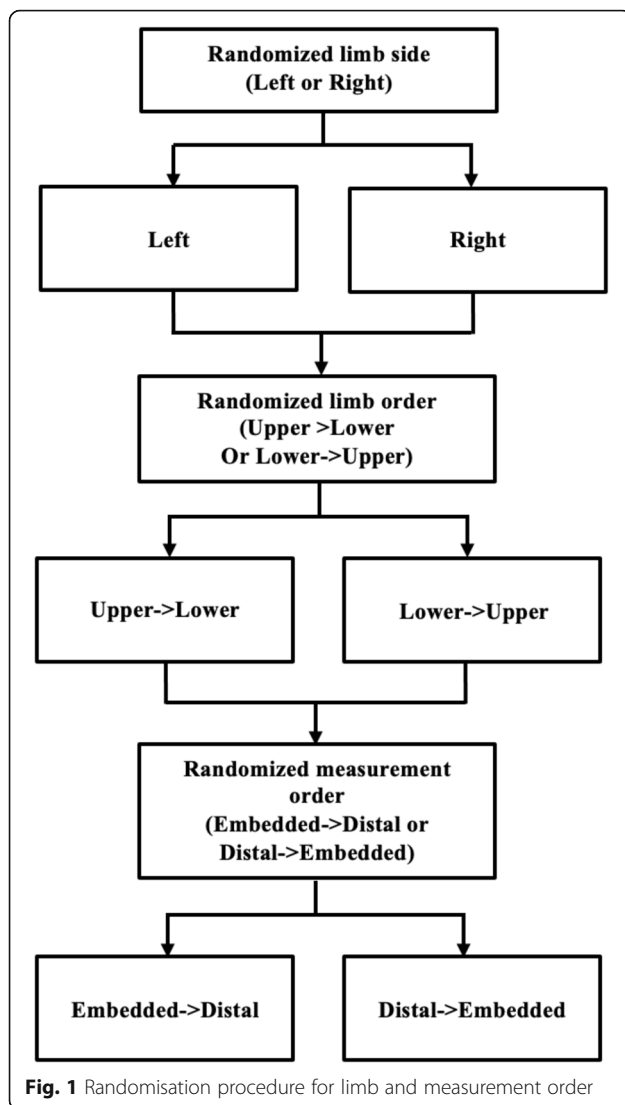 Randomized limb side
(Left or Right)
Left
Right
Randomized limb order
(Upper >Lower
Or Lower->Upper)
Upper->Lower
Lower->Upper
Randomized measurement
order
(Embedded->Distal or
Distal->Embedded)
Embedded->Distal
Distal->Embedded
Fig. 1 Randomisation procedure for limb and measurement order